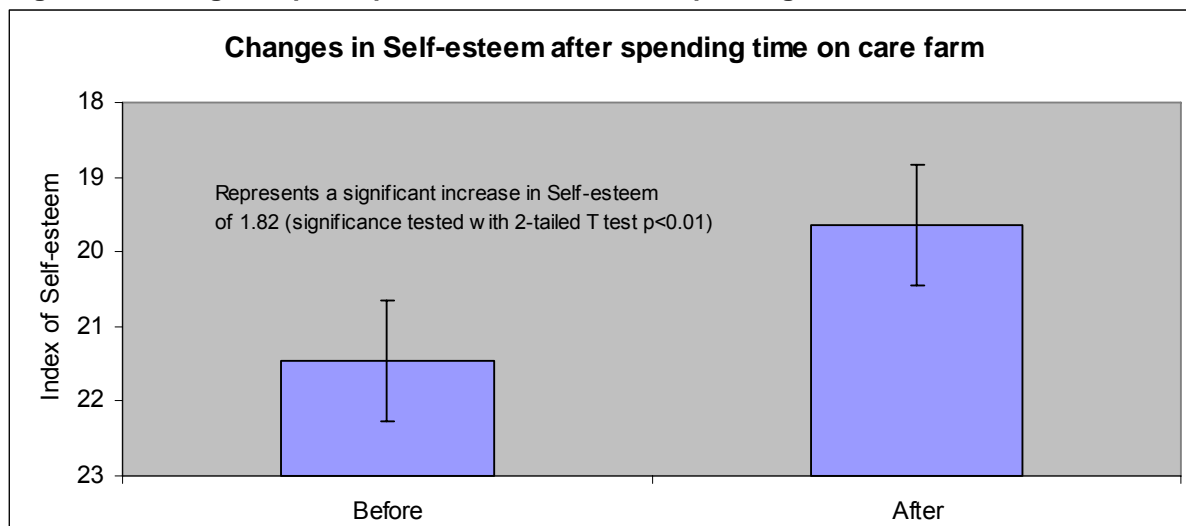 Changes in Self-esteem after spending time on care farm
18
19
20
21
22
23
Index of Self-esteem
Represents a significant increase in Self-esteem
of 1.82 (significance tested with 2-tailed T test p<0.01)
Before
After